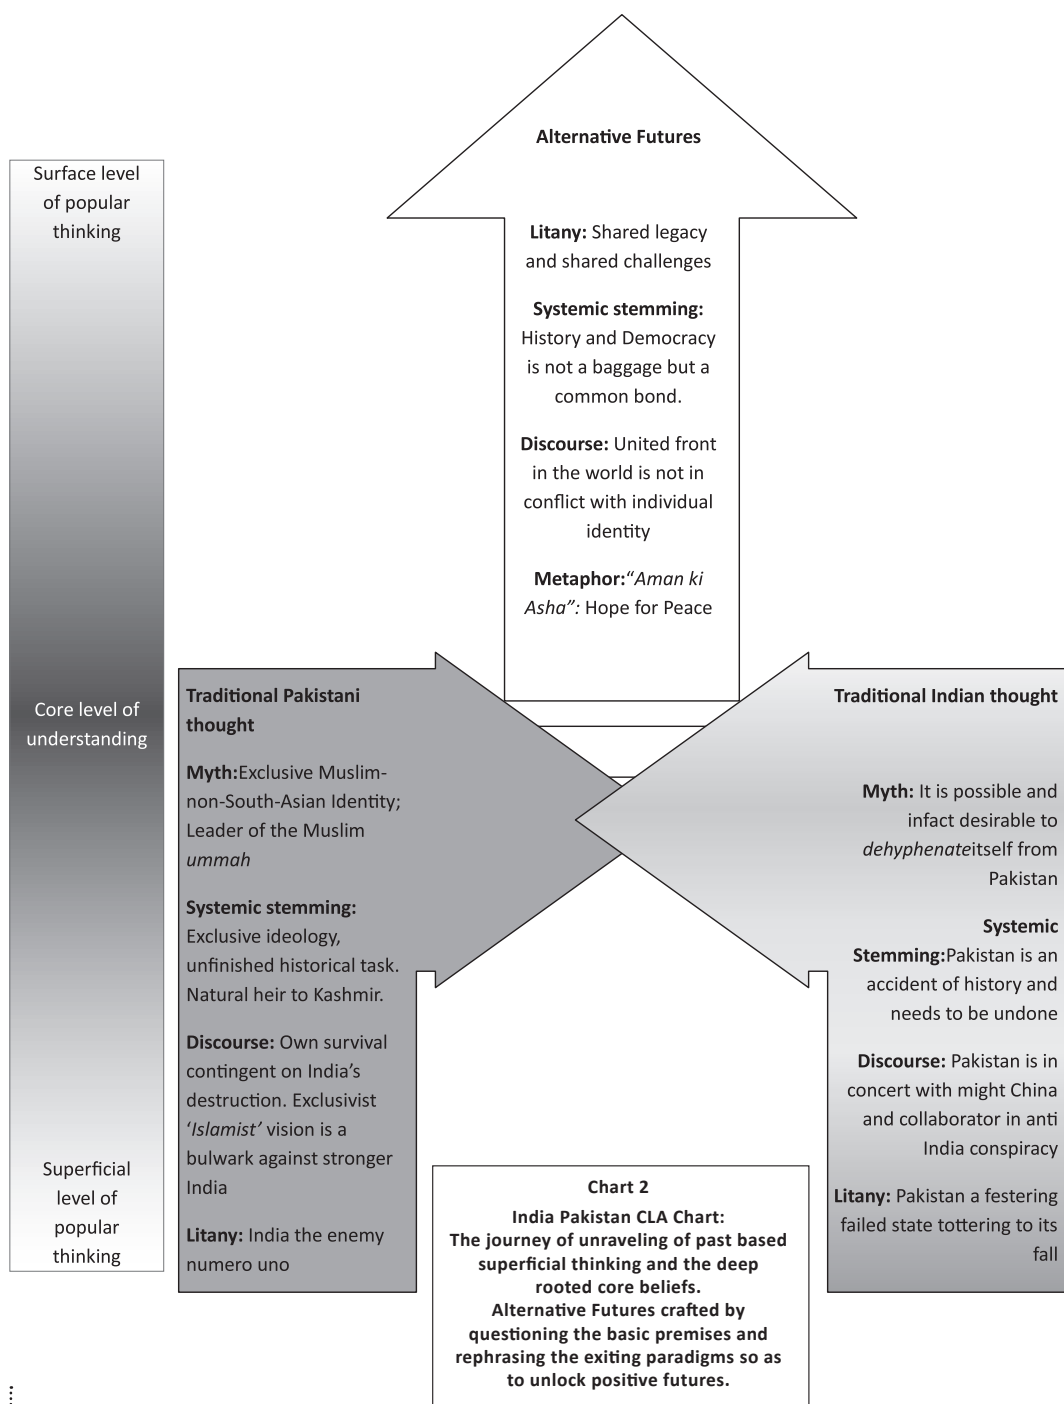 Alternative Futures
Surface level
of popular
thinking
Litany: Shared legacy
and shared challenges
Systemic stemming:
History and Democracy
is not a baggage but a
common bond.
Discourse: United front
in the world is not in
conflict with individual
identity
Metaphor:“Aman ki
Asha”: Hope for Peace
Core level of
understanding
Superficial
level of
popular
thinking
Traditional Pakistani
thought
Myth:Exclusive Muslim-
non-South-Asian Identity;
Leader of the Muslim
ummah
Systemic stemming:
Exclusive ideology,
unfinished historical task.
Natural heir to Kashmir.
Discourse: Own survival
contingent on India’s
destruction. Exclusivist
‘Islamist’ vision is a
bulwark against stronger
India
Litany: India the enemy
numero uno
Traditional Indian thought
Myth: It is possible and
infact desirable to
dehyphenateitself from
Pakistan
Systemic
Stemming:Pakistan is an
accident of history and
needs to be undone
Discourse: Pakistan is in
concert with might China
and collaborator in anti
India conspiracy
Litany: Pakistan a festering
failed state tottering to its
fall
Chart 2
India Pakistan CLA Chart:
The journey of unraveling of past based
superficial thinking and the deep
rooted core beliefs.
Alternative Futures crafted by
questioning the basic premises and
rephrasing the exiting paradigms so as
to unlock positive futures.